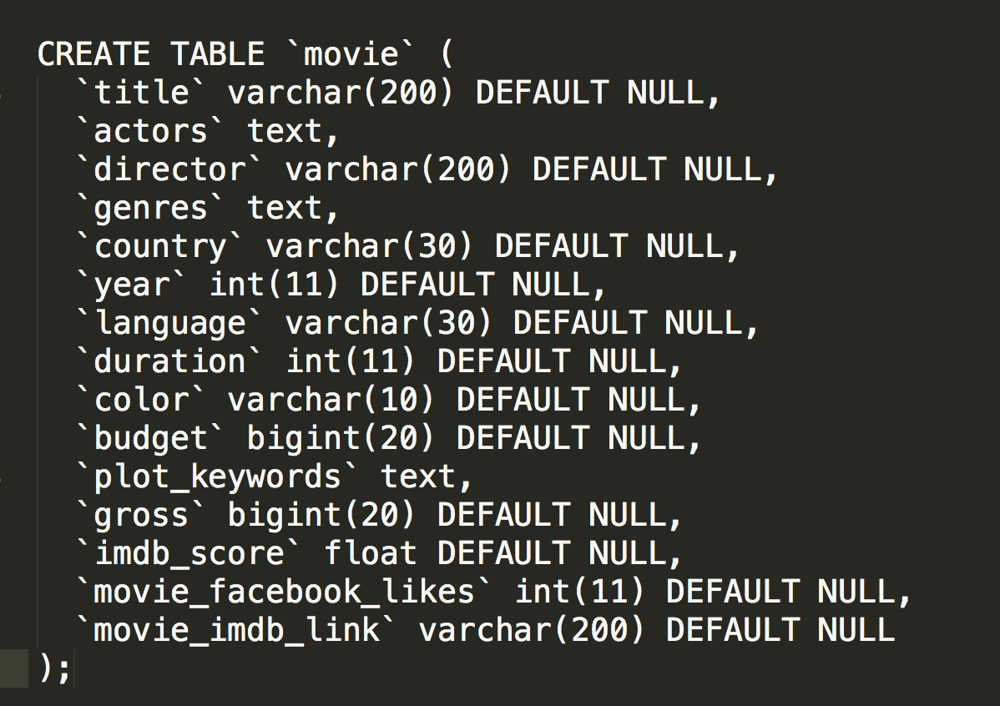 CREATE TABLE `movie` (
  `title` varchar(200) DEFAULT NULL,
  `actors` text,
  `director` varchar(200) DEFAULT NULL,
  `genres` text,
  `country` varchar(30) DEFAULT NULL,
  `year` int(11) DEFAULT NULL,
  `language` varchar(30) DEFAULT NULL,
  `duration` int(11) DEFAULT NULL,
  `color` varchar(10) DEFAULT NULL,
  `budget` bigint(20) DEFAULT NULL,
  `plot_keywords` text,
  `gross` bigint(20) DEFAULT NULL,
  `imdb_score` float DEFAULT NULL,
  `movie_facebook_likes` int(11) DEFAULT NULL,
  `movie_imdb_link` varchar(200) DEFAULT NULL
);